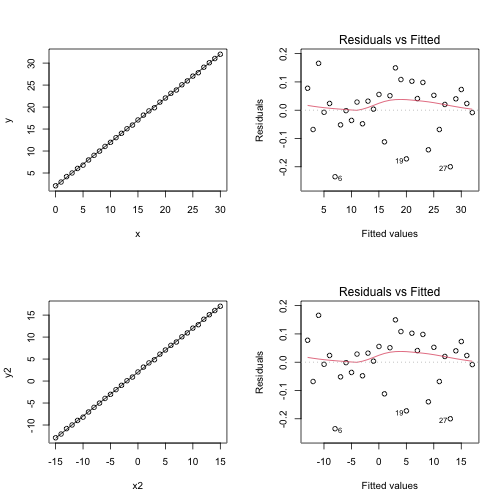 y
5 10 15 20 25 30
0 5 10 15 20 25 30
x
Residuals vs Fitted
Residuals
-0.2 -0.1 0.0 0.1 0.2
6
19
27
5 10 15 20 25 30
Fitted values
y2
-10 -5 0 5 10 15
-15 -10 -5 0 5 10 15
x2
Residuals vs Fitted
Residuals
-0.2 -0.1 0.0 0.1 0.2
6
19
27
-10 -5 0 5 10 15
Fitted values